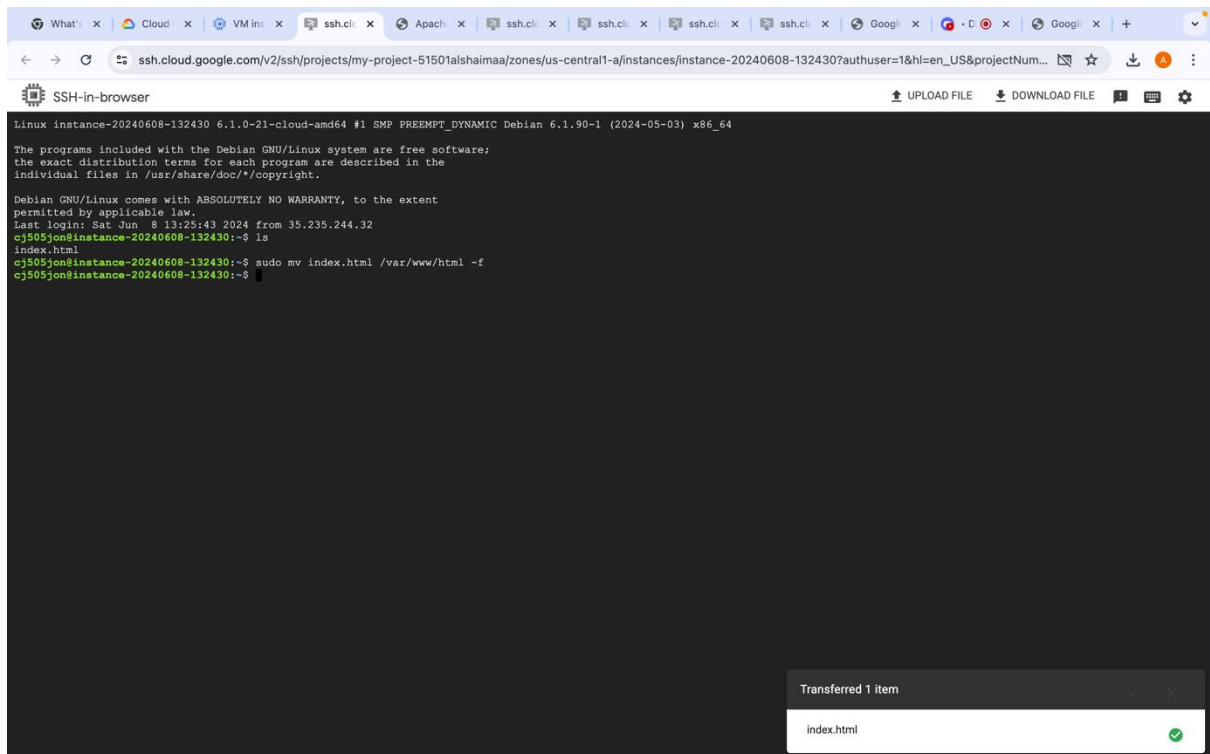 What's
Cloud
VM ins
ssh.clo
Apach
ssh.clo
ssh.clo
ssh.clo
ssh.clo
Google
D
Google
ssh.cloud.google.com/v2/ssh/projects/my-project-51501alshaimaa/zones/us-central1-a/instances/instance-20240608-132430?authuser=1&hl=en_US&projectNum...
A
SSH-in-browser
UPLOAD FILE
DOWNLOAD FILE
Linux instance-20240608-132430 6.1.0-21-cloud-amd64 #1 SMP PREEMPT_DYNAMIC Debian 6.1.90-1 (2024-05-03) x86_64
The programs included with the Debian GNU/Linux system are free software;
the exact distribution terms for each program are described in the
individual files in /usr/share/doc/*/copyright.
Debian GNU/Linux comes with ABSOLUTELY NO WARRANTY, to the extent
permitted by applicable law.
Last login: Sat Jun  8 13:25:43 2024 from 35.235.244.32
cj505jon@instance-20240608-132430:~$ ls
index.html
cj505jon@instance-20240608-132430:~$ sudo mv index.html /var/www/html -f
cj505jon@instance-20240608-132430:~$
Transferred 1 item
index.html